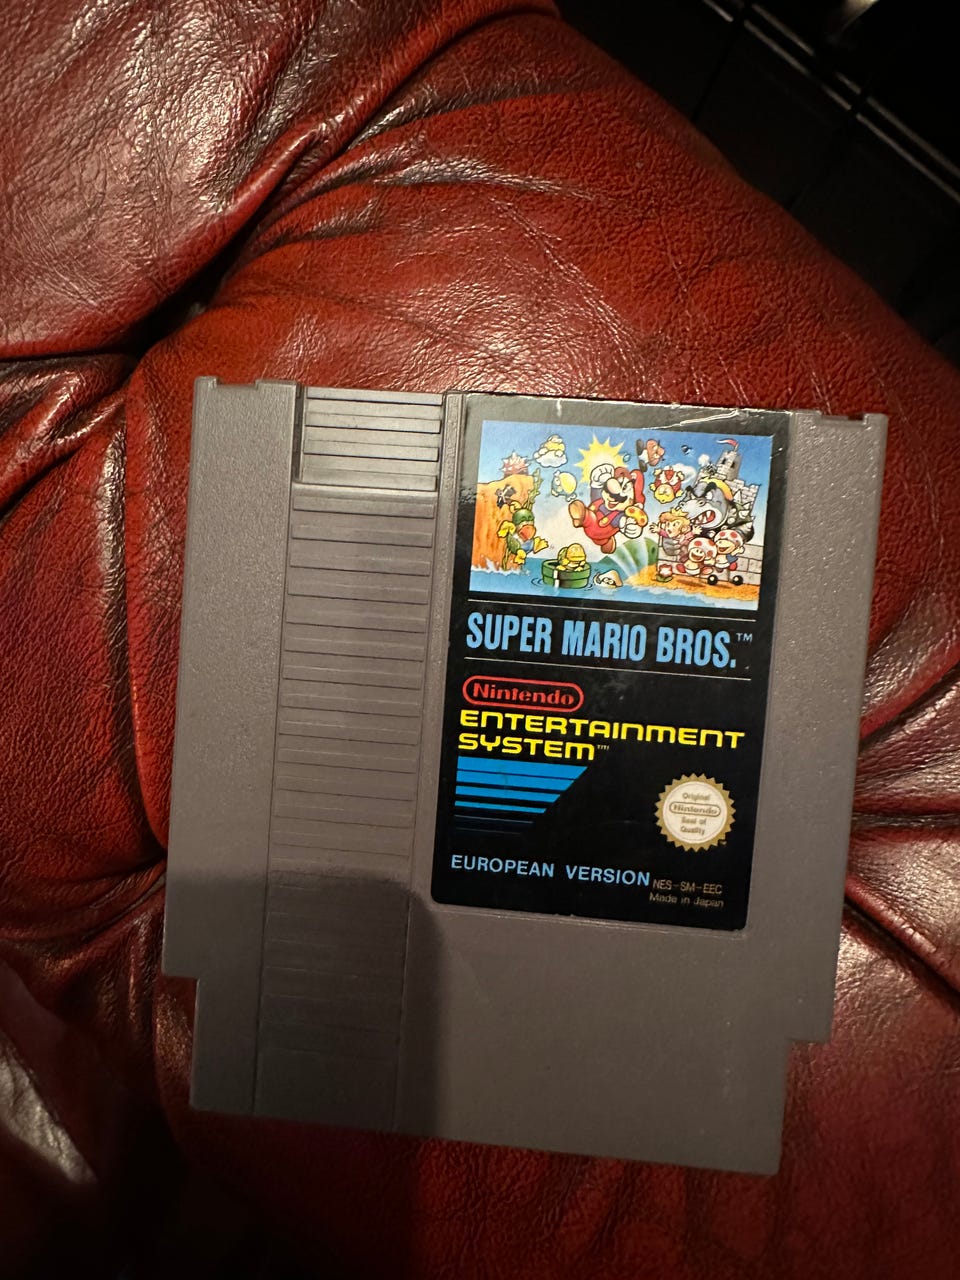 SUPER MARIO BROS.™
Nintendo
ENTERTAINMENT
SYSTEM™
Original
Nintendo
Seal of
Quality
EUROPEAN VERSION
NES-SM-EEC
Made in Japan